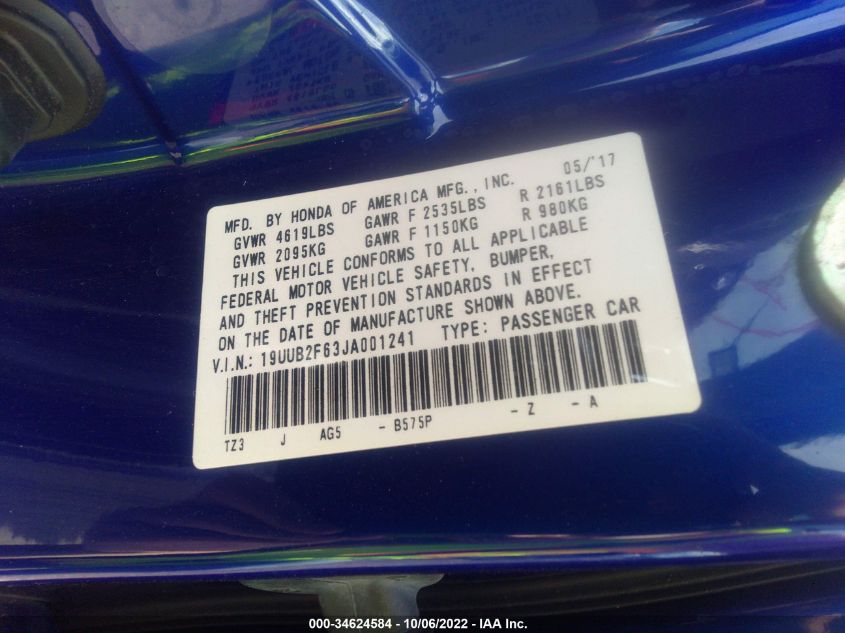 MFD. BY HONDA OF AMERICA MFG., INC. 05/'17
GVWR 4619LBS GAWR F 2535LBS R 2161LBS
GVWR 2095KG GAWR F 1150KG R 980KG
THIS VEHICLE CONFORMS TO ALL APPLICABLE
FEDERAL MOTOR VEHICLE SAFETY, BUMPER,
AND THEFT PREVENTION STANDARDS IN EFFECT
ON THE DATE OF MANUFACTURE SHOWN ABOVE.
V.I.N.: 19UUB2F63JA001241 TYPE: PASSENGER CAR
TZ3 J AG5 - B575P - Z - A
000-34624584 - 10/06/2022 - IAA Inc.